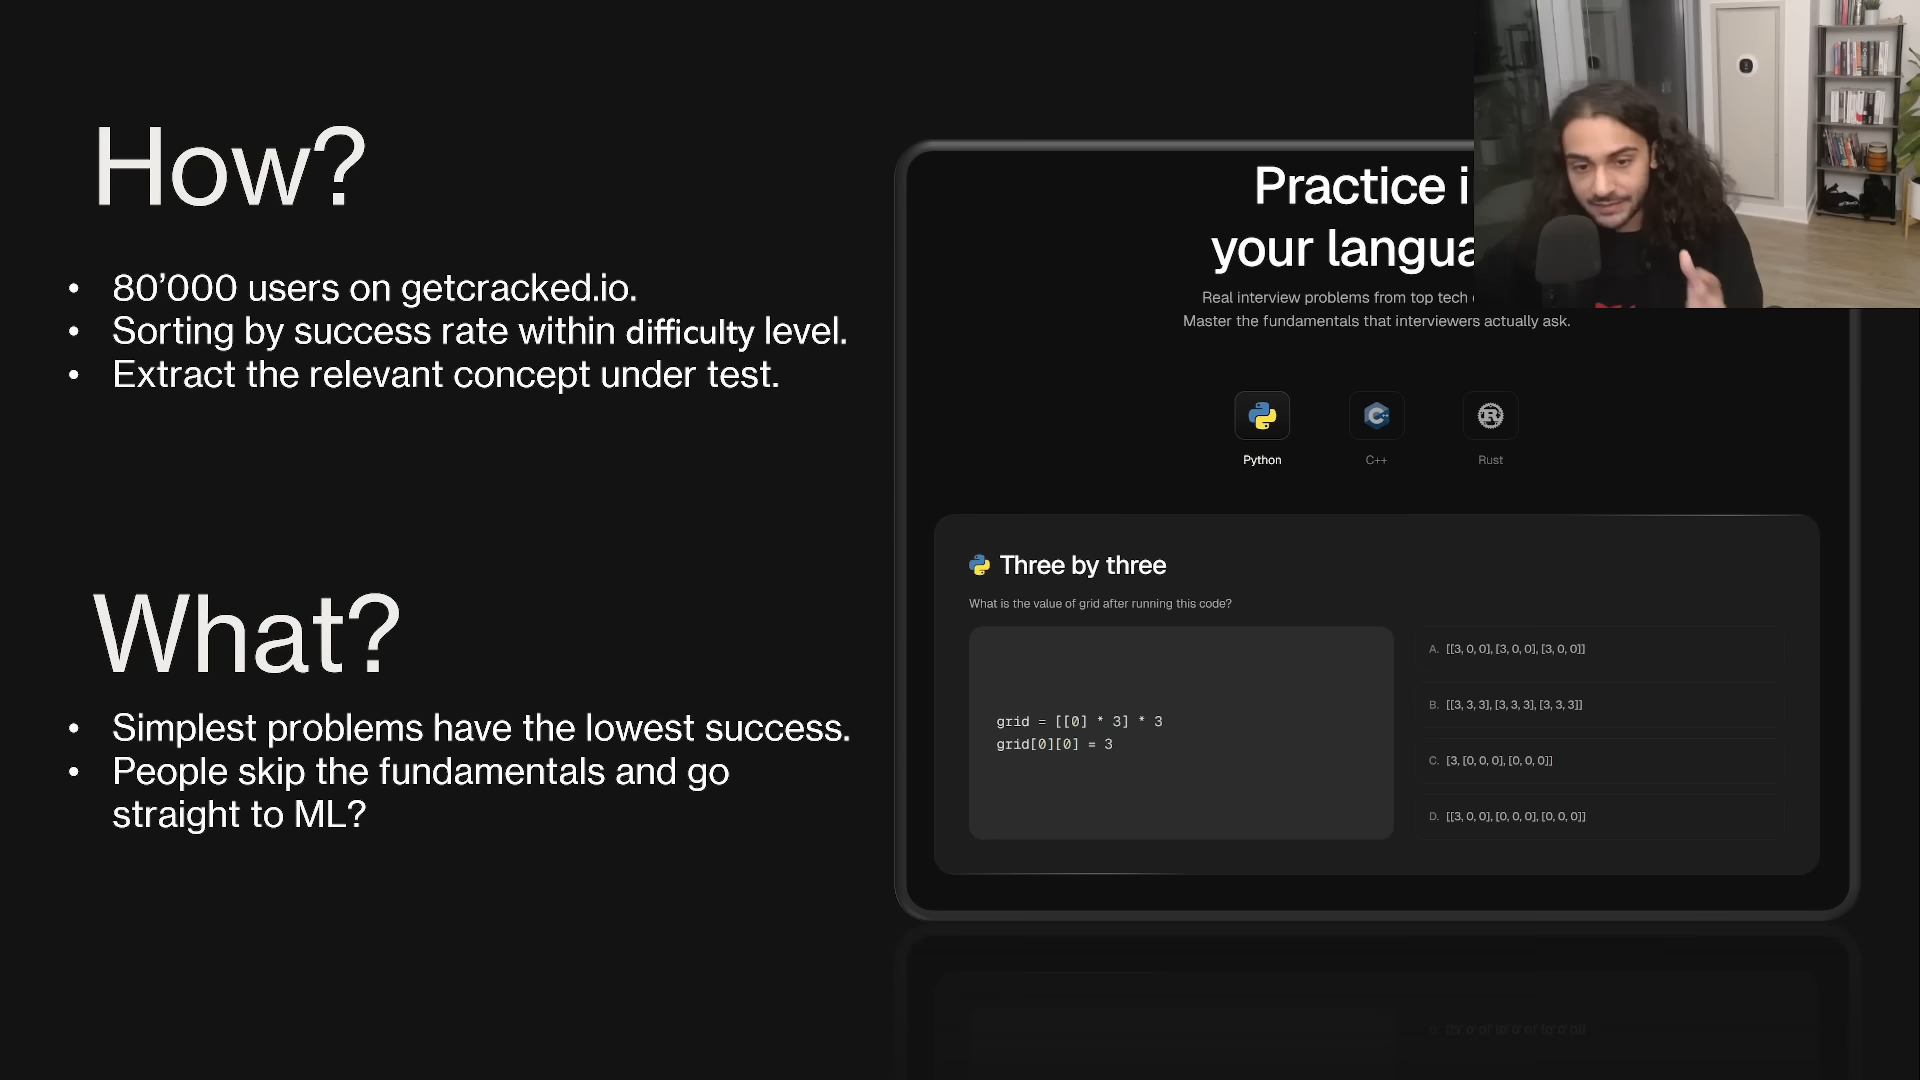 How?
• 80’000 users on getcracked.io.
• Sorting by success rate within difficulty level.
• Extract the relevant concept under test.
What?
• Simplest problems have the lowest success.
• People skip the fundamentals and go
straight to ML?
Practice
your
Real interview problems from top tech
Master the fundamentals that interviewers actually ask.
Python
C++
Rust
Three by three
What is the value of grid after running this code?
grid = [[0] * 3] * 3
grid[0][0] = 3
A. [[3, 0, 0], [3, 0, 0], [3, 0, 0]]
B. [[3, 3, 3], [3, 3, 3], [3, 3, 3]]
C. [3, [0, 0, 0], [0, 0, 0]]
D. [[3, 0, 0], [0, 0, 0], [0, 0, 0]]